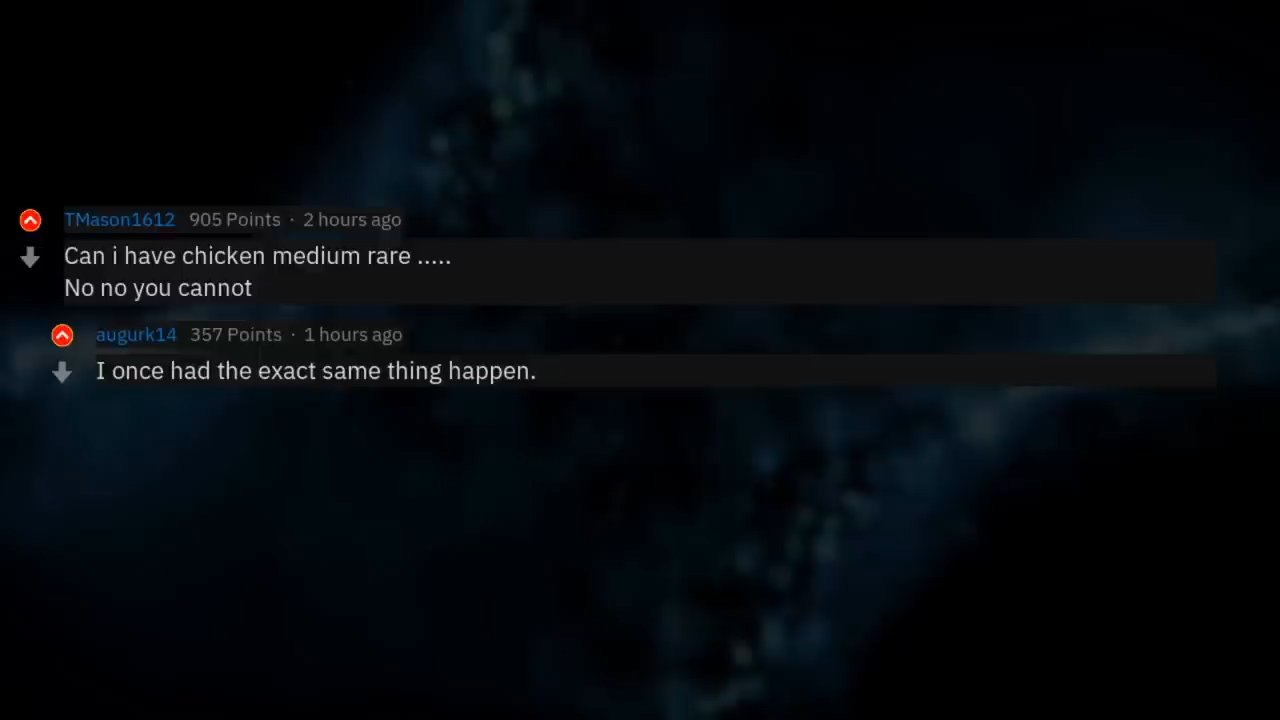 TMason1612 905 Points · 2 hours ago
Can i have chicken medium rare .....
No no you cannot
augurk14 357 Points · 1 hours ago
I once had the exact same thing happen.